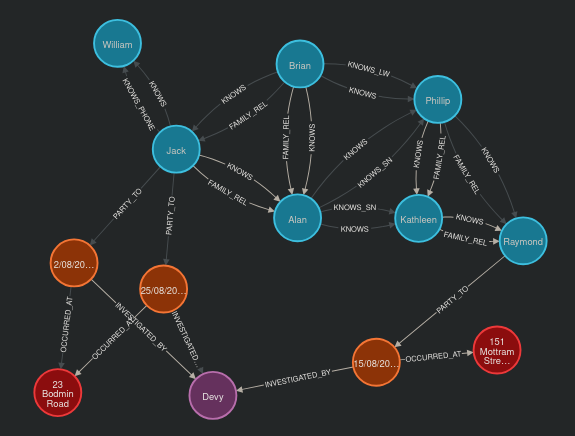 William
Brian
KNOWS_LW
KNOWS
KNOWS
KNOWS_PHONE
KNOWS
FAMILY_REL
Phillip
Jack
FAMILY_REL
KNOWS
KNOWS
KNOWS
FAMILY_REL
FAMILY_REL
KNOWS
KNOWS
FAMILY_REL
KNOWS_SN
PARTY_TO
PARTY_TO
Alan
KNOWS_SN
KNOWS
Kathleen
KNOWS
FAMILY_REL
Raymond
2/08/20...
25/08/20...
PARTY_TO
OCCURRED_AT
INVESTIGATED_BY
OCCURRED_AT
INVESTIGATED_
151
Mottram
Stre...
15/08/20...
OCCURRED_AT
INVESTIGATED_BY
23
Bodmin
Road
Devy